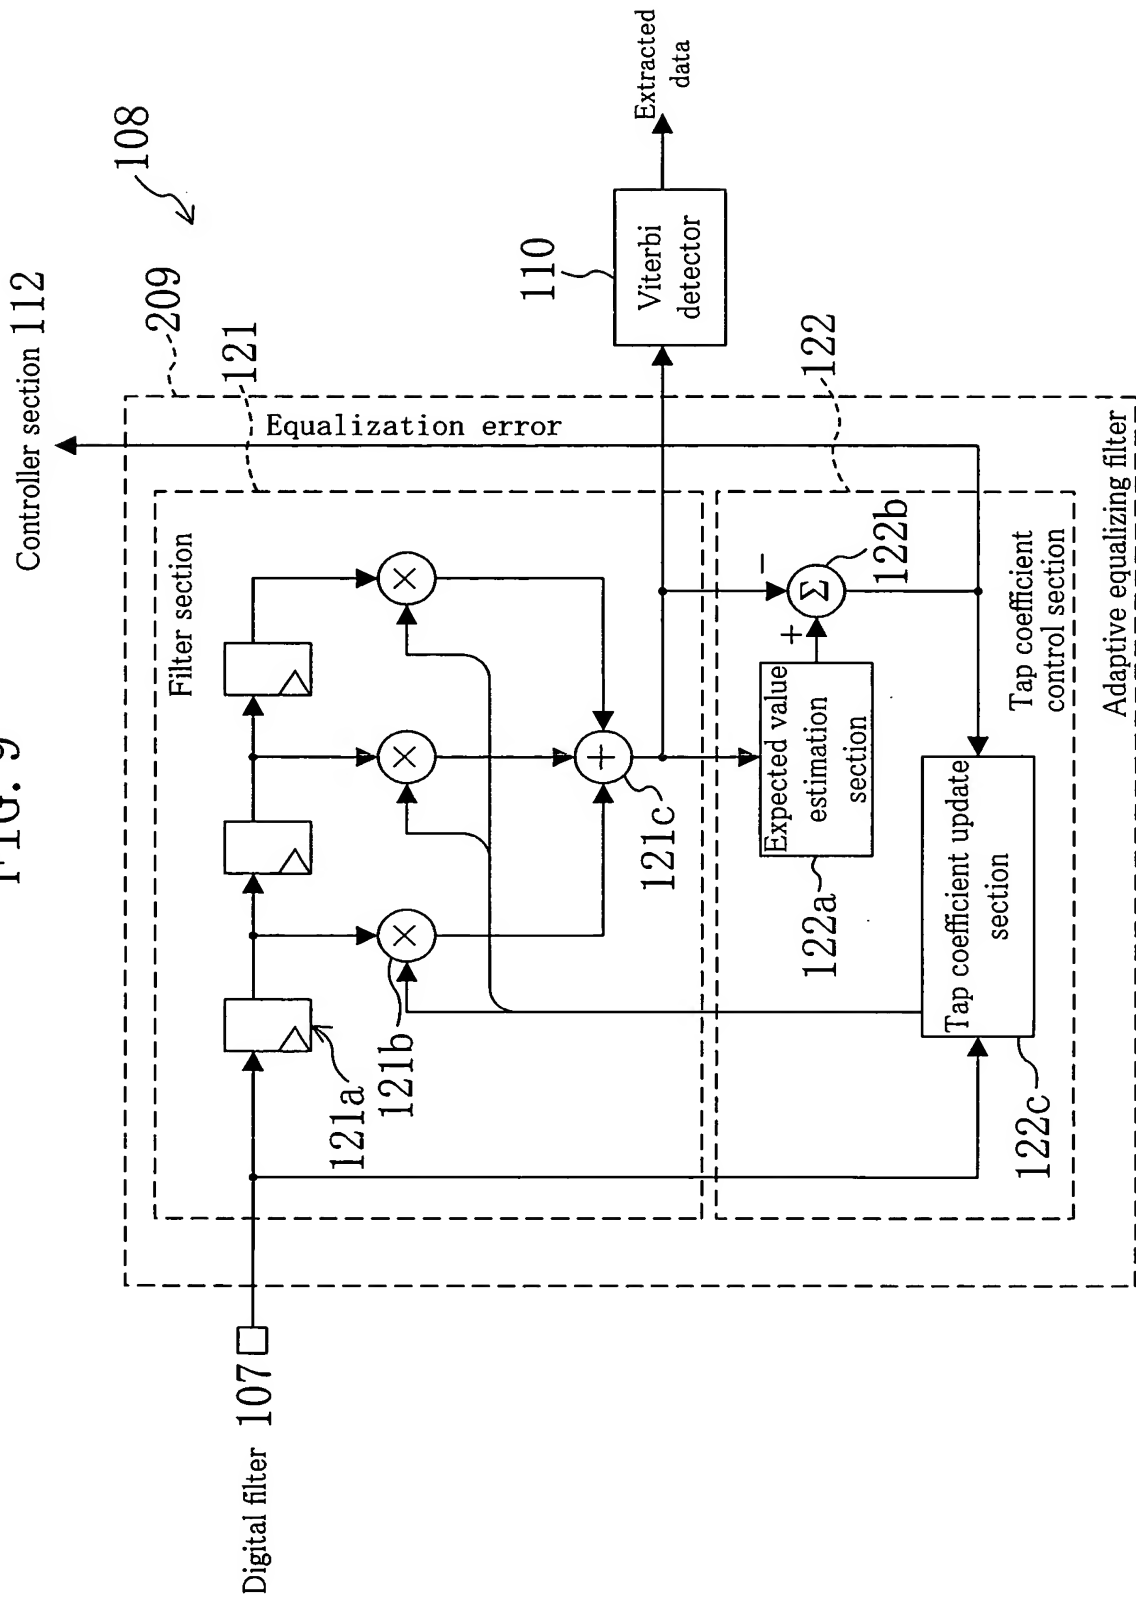 FIG. 9
Controller section 112
108
209
121
Equalization error
Filter section
121a
121b
121c
Digital filter 107
110
Viterbi
detector
Extracted
data
122
−
+
Σ
122b
×
×
×
+
Expected value
estimation
section
122a
Tap coefficient update
section
122c
Tap coefficient
control section
Adaptive equalizing filter